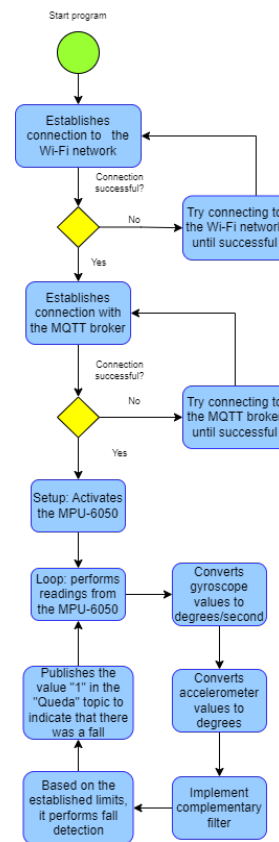 Start program
Establishes
connection to the
Wi-Fi network
Connection
successful?
No
Try connecting to
the Wi-Fi network
until successful
Yes
Establishes
connection with
the MQTT broker
Connection
successful?
No
Try connecting to
the MQTT broker
until successful
Yes
Setup: Activates
the MPU-6050
Loop: performs
readings from
the MPU-6050
Converts
gyroscope
values to
degrees/second
Converts
accelerometer
values to
degrees
Implement
complementary
filter
Based on the
established limits,
it performs fall
detection
Publishes the
value "1" in the
"Queda" topic to
indicate that there
was a fall